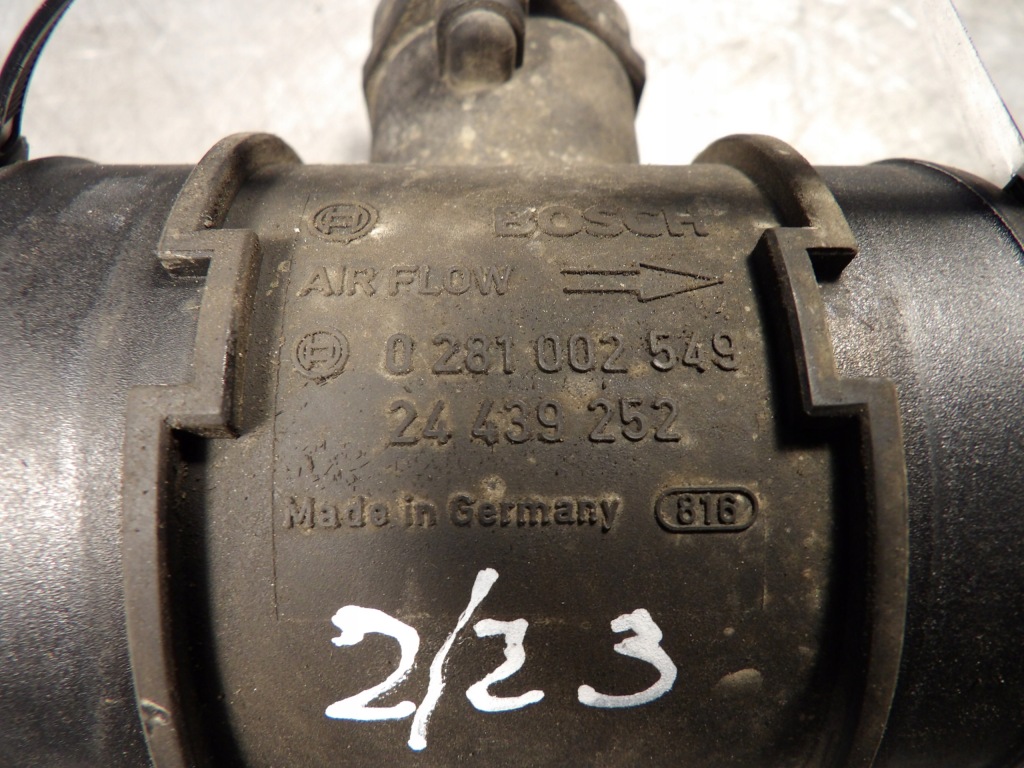 BOSCH
AIR FLOW
0 281 002 549
24 439 252
Made in Germany 816
2/23